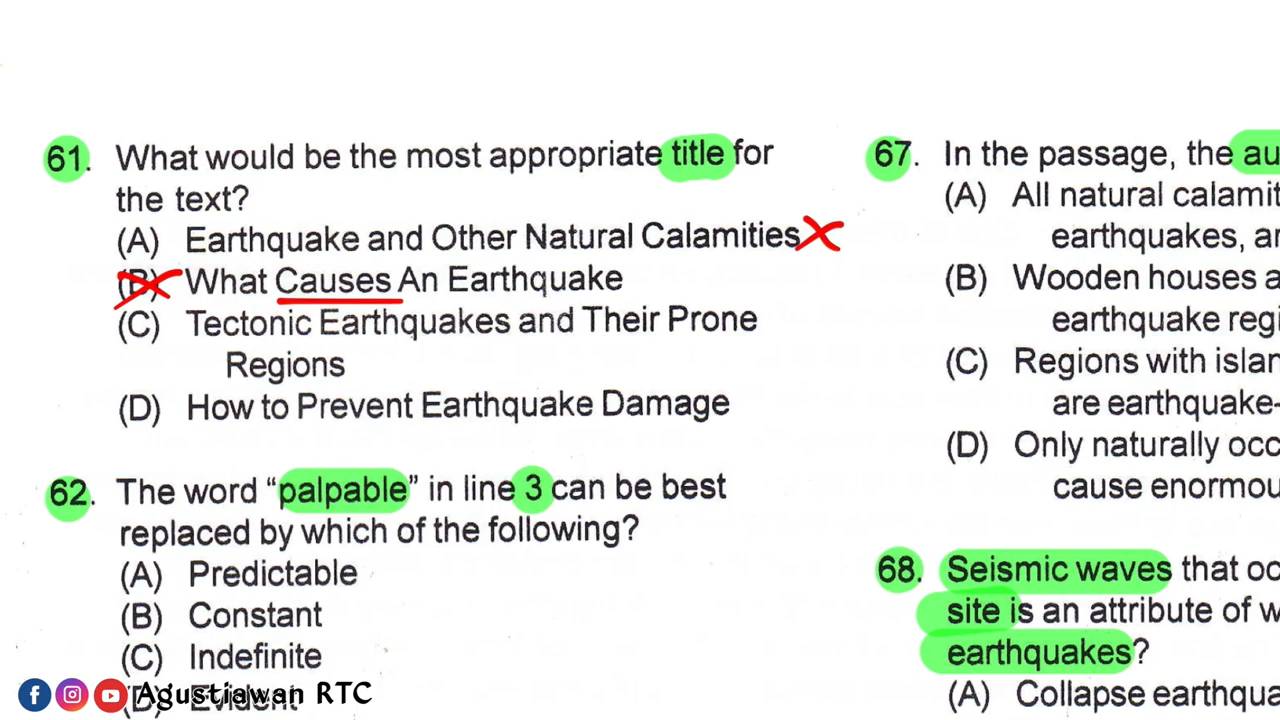 61. What would be the most appropriate title for
the text?
(A) Earthquake and Other Natural Calamities
(B) What Causes An Earthquake
(C) Tectonic Earthquakes and Their Prone
Regions
(D) How to Prevent Earthquake Damage
62. The word “palpable” in line 3 can be best
replaced by which of the following?
(A) Predictable
(B) Constant
(C) Indefinite
(D) Evident
67. In the passage, the au
(A) All natural calamit
earthquakes, ar
(B) Wooden houses a
earthquake regi
(C) Regions with islan
are earthquake-
(D) Only naturally occ
cause enormou
68. Seismic waves that oc
site is an attribute of w
earthquakes?
(A) Collapse earthqua
Agustiawan RTC